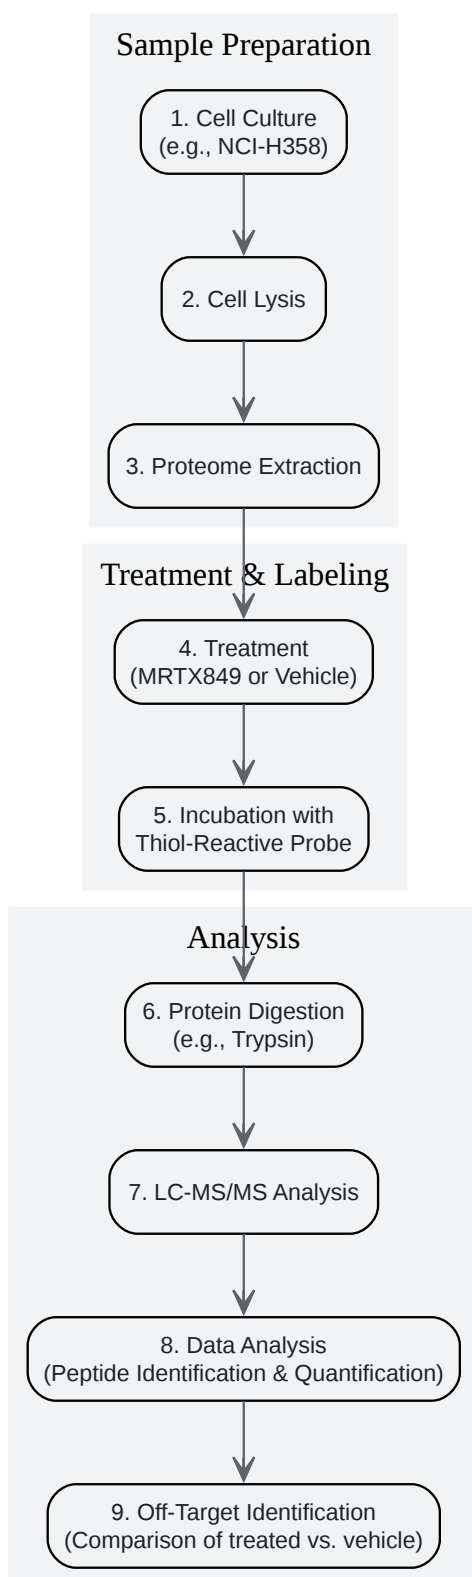 Sample Preparation
1. Cell Culture
(e.g., NCI-H358)
2. Cell Lysis
3. Proteome Extraction
Treatment & Labeling
4. Treatment
(MRTX849 or Vehicle)
5. Incubation with
Thiol-Reactive Probe
Analysis
6. Protein Digestion
(e.g., Trypsin)
7. LC-MS/MS Analysis
8. Data Analysis
(Peptide Identification & Quantification)
9. Off-Target Identification
(Comparison of treated vs. vehicle)